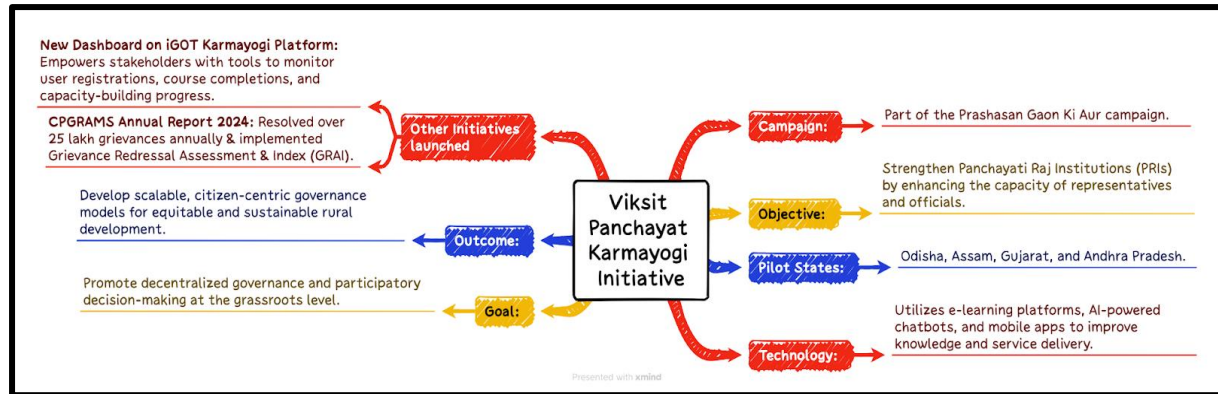 Viksit
Panchayat
Karmayogi
Initiative
Campaign:
Part of the Prashasan Gaon Ki Aur campaign.
Objective:
Strengthen Panchayati Raj Institutions (PRIs)
by enhancing the capacity of representatives
and officials.
Pilot States:
Odisha, Assam, Gujarat, and Andhra Pradesh.
Technology:
Utilizes e-learning platforms, AI-powered
chatbots, and mobile apps to improve
knowledge and service delivery.
Other Initiatives
launched
New Dashboard on iGOT Karmayogi Platform:
Empowers stakeholders with tools to monitor
user registrations, course completions, and
capacity-building progress.
CPGRAMS Annual Report 2024: Resolved over
25 lakh grievances annually & implemented
Grievance Redressal Assessment & Index (GRAI).
Outcome:
Develop scalable, citizen-centric governance
models for equitable and sustainable rural
development.
Goal:
Promote decentralized governance and participatory
decision-making at the grassroots level.
Presented with xmind